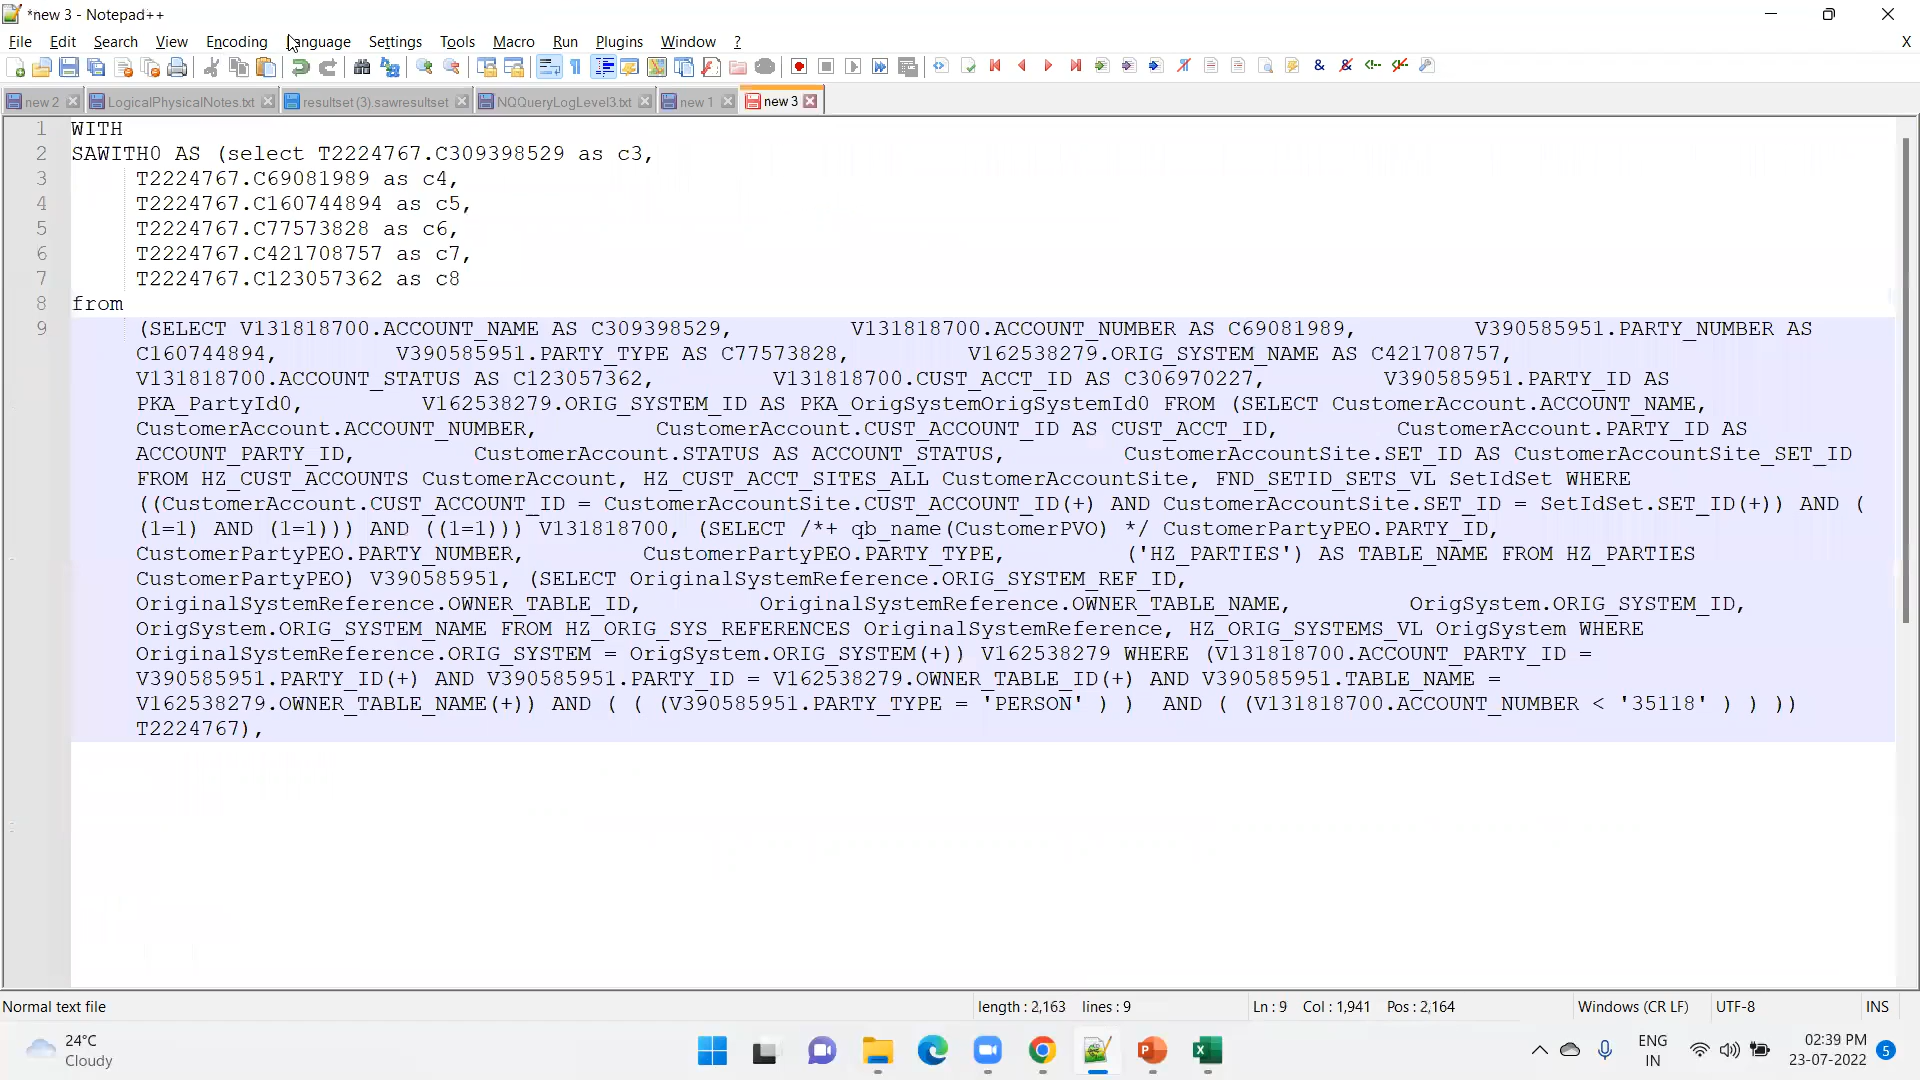 *new 3 - Notepad++
File Edit Search View Encoding Language Settings Tools Macro Run Plugins Window ? X
new 2 LogicalPhysicalNotes.txt resultset (3).sawresultset NQQueryLogLevel3.txt new 1 new 3
1 WITH
2 SAWITH0 AS (select T2224767.C309398529 as c3,
3 T2224767.C69081989 as c4,
4 T2224767.C160744894 as c5,
5 T2224767.C77573828 as c6,
6 T2224767.C421708757 as c7,
7 T2224767.C123057362 as c8
8 from
9 (SELECT V131818700.ACCOUNT_NAME AS C309398529, V131818700.ACCOUNT_NUMBER AS C69081989, V390585951.PARTY_NUMBER AS
C160744894, V390585951.PARTY_TYPE AS C77573828, V162538279.ORIG_SYSTEM_NAME AS C421708757,
V131818700.ACCOUNT_STATUS AS C123057362, V131818700.CUST_ACCT_ID AS C306970227, V390585951.PARTY_ID AS
PKA_PartyId0, V162538279.ORIG_SYSTEM_ID AS PKA_OrigSystemOrigSystemId0 FROM (SELECT CustomerAccount.ACCOUNT_NAME,
CustomerAccount.ACCOUNT_NUMBER, CustomerAccount.CUST_ACCOUNT_ID AS CUST_ACCT_ID, CustomerAccount.PARTY_ID AS
ACCOUNT_PARTY_ID, CustomerAccount.STATUS AS ACCOUNT_STATUS, CustomerAccountSite.SET_ID AS CustomerAccountSite_SET_ID
FROM HZ_CUST_ACCOUNTS CustomerAccount, HZ_CUST_ACCT_SITES_ALL CustomerAccountSite, FND_SETID_SETS_VL SetIdSet WHERE
((CustomerAccount.CUST_ACCOUNT_ID = CustomerAccountSite.CUST_ACCOUNT_ID(+) AND CustomerAccountSite.SET_ID = SetIdSet.SET_ID(+)) AND (
(1=1) AND (1=1))) AND ((1=1))) V131818700, (SELECT /*+ qb_name(CustomerPVO) */ CustomerPartyPEO.PARTY_ID,
CustomerPartyPEO.PARTY_NUMBER, CustomerPartyPEO.PARTY_TYPE, ('HZ_PARTIES') AS TABLE_NAME FROM HZ_PARTIES
CustomerPartyPEO) V390585951, (SELECT OriginalSystemReference.ORIG_SYSTEM_REF_ID,
OriginalSystemReference.OWNER_TABLE_ID, OriginalSystemReference.OWNER_TABLE_NAME, OrigSystem.ORIG_SYSTEM_ID,
OrigSystem.ORIG_SYSTEM_NAME FROM HZ_ORIG_SYS_REFERENCES OriginalSystemReference, HZ_ORIG_SYSTEMS_VL OrigSystem WHERE
OriginalSystemReference.ORIG_SYSTEM = OrigSystem.ORIG_SYSTEM(+)) V162538279 WHERE (V131818700.ACCOUNT_PARTY_ID =
V390585951.PARTY_ID(+) AND V390585951.PARTY_ID = V162538279.OWNER_TABLE_ID(+) AND V390585951.TABLE_NAME =
V162538279.OWNER_TABLE_NAME(+)) AND ( ( (V390585951.PARTY_TYPE = 'PERSON' ) ) AND ( (V131818700.ACCOUNT_NUMBER < '35118' ) ) ))
T2224767),
Normal text file length : 2,163 lines : 9 Ln : 9 Col : 1,941 Pos : 2,164 Windows (CR LF) UTF-8 INS
24°C
Cloudy
ENG
IN
02:39 PM
23-07-2022
5